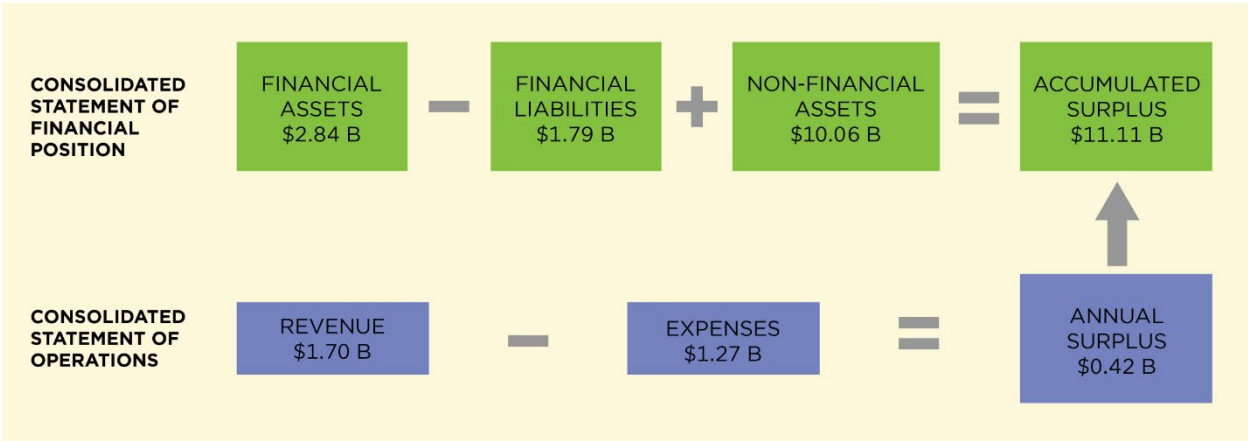 CONSOLIDATED
STATEMENT OF
FINANCIAL
POSITION
FINANCIAL
ASSETS
$2.84 B
−
FINANCIAL
LIABILITIES
$1.79 B
+
NON-FINANCIAL
ASSETS
$10.06 B
=
ACCUMULATED
SURPLUS
$11.11 B
CONSOLIDATED
STATEMENT OF
OPERATIONS
REVENUE
$1.70 B
−
EXPENSES
$1.27 B
=
ANNUAL
SURPLUS
$0.42 B